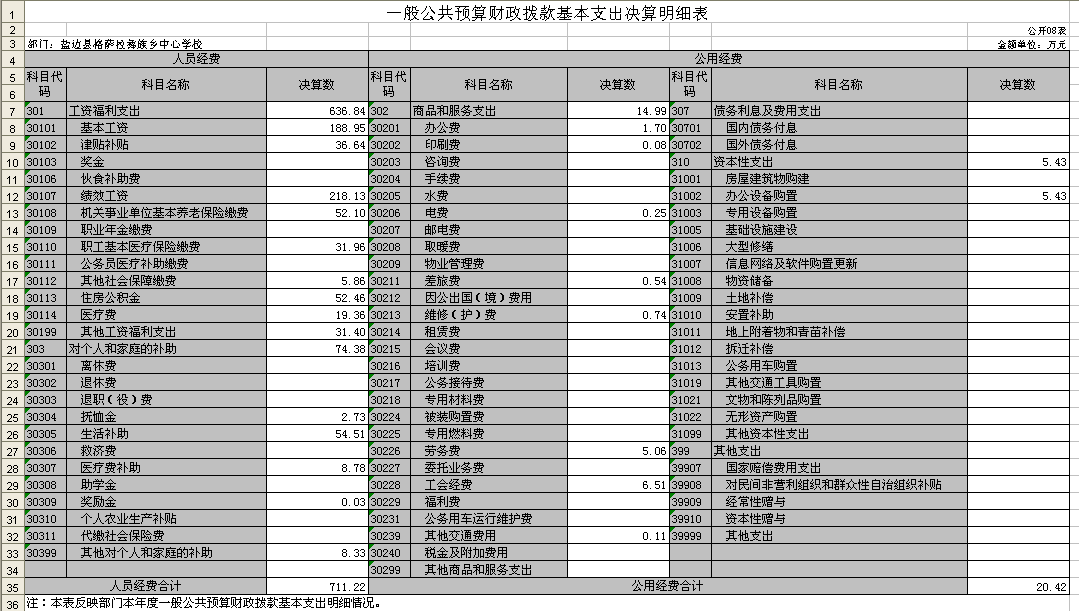 一般公共预算财政拨款基本支出决算明细表
公开08表
部门：盐边县格萨拉彝族乡中心学校 金额单位：万元
人员经费 公用经费
科目代码 科目名称 决算数 科目代码 科目名称 决算数 科目代码 科目名称 决算数
301 工资福利支出 636.84 302 商品和服务支出 14.99 307 债务利息及费用支出
30101 基本工资 188.95 30201 办公费 1.70 30701 国内债务付息
30102 津贴补贴 36.64 30202 印刷费 0.08 30702 国外债务付息
30103 奖金 30203 咨询费 310 资本性支出 5.43
30106 伙食补助费 30204 手续费 31001 房屋建筑物购建
30107 绩效工资 218.13 30205 水费 31002 办公设备购置 5.43
30108 机关事业单位基本养老保险缴费 52.10 30206 电费 0.25 31003 专用设备购置
30109 职业年金缴费 30207 邮电费 31005 基础设施建设
30110 职工基本医疗保险缴费 31.96 30208 取暖费 31006 大型修缮
30111 公务员医疗补助缴费 30209 物业管理费 31007 信息网络及软件购置更新
30112 其他社会保障缴费 5.86 30211 差旅费 0.54 31008 物资储备
30113 住房公积金 52.46 30212 因公出国（境）费用 31009 土地补偿
30114 医疗费 19.36 30213 维修（护）费 0.74 31010 安置补助
30199 其他工资福利支出 31.40 30214 租赁费 31011 地上附着物和青苗补偿
303 对个人和家庭的补助 74.38 30215 会议费 31012 拆迁补偿
30301 离休费 30216 培训费 31013 公务用车购置
30302 退休费 30217 公务接待费 31019 其他交通工具购置
30303 退职（役）费 30218 专用材料费 31021 文物和陈列品购置
30304 抚恤金 2.73 30224 被装购置费 31022 无形资产购置
30305 生活补助 54.51 30225 专用燃料费 31099 其他资本性支出
30306 救济费 30226 劳务费 5.06 399 其他支出
30307 医疗费补助 8.78 30227 委托业务费 39907 国家赔偿费用支出
30308 助学金 30228 工会经费 6.51 39908 对民间非营利组织和群众性自治组织补贴
30309 奖励金 0.03 30229 福利费 39909 经常性赠与
30310 个人农业生产补贴 30231 公务用车运行维护费 39910 资本性赠与
30311 代缴社会保险费 30239 其他交通费用 0.11 39999 其他支出
30399 其他对个人和家庭的补助 8.33 30240 税金及附加费用
30299 其他商品和服务支出
人员经费合计 711.22 公用经费合计 20.42
注：本表反映部门本年度一般公共预算财政拨款基本支出明细情况。